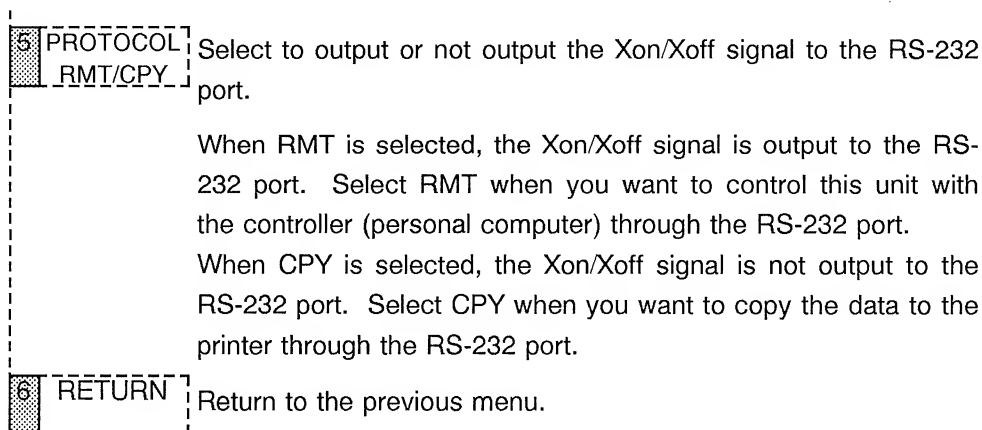 5 PROTOCOL RMT/CPY Select to output or not output the Xon/Xoff signal to the RS-232
port.
When RMT is selected, the Xon/Xoff signal is output to the RS-
232 port. Select RMT when you want to control this unit with
the controller (personal computer) through the RS-232 port.
When CPY is selected, the Xon/Xoff signal is not output to the
RS-232 port. Select CPY when you want to copy the data to the
printer through the RS-232 port.
6 RETURN Return to the previous menu.